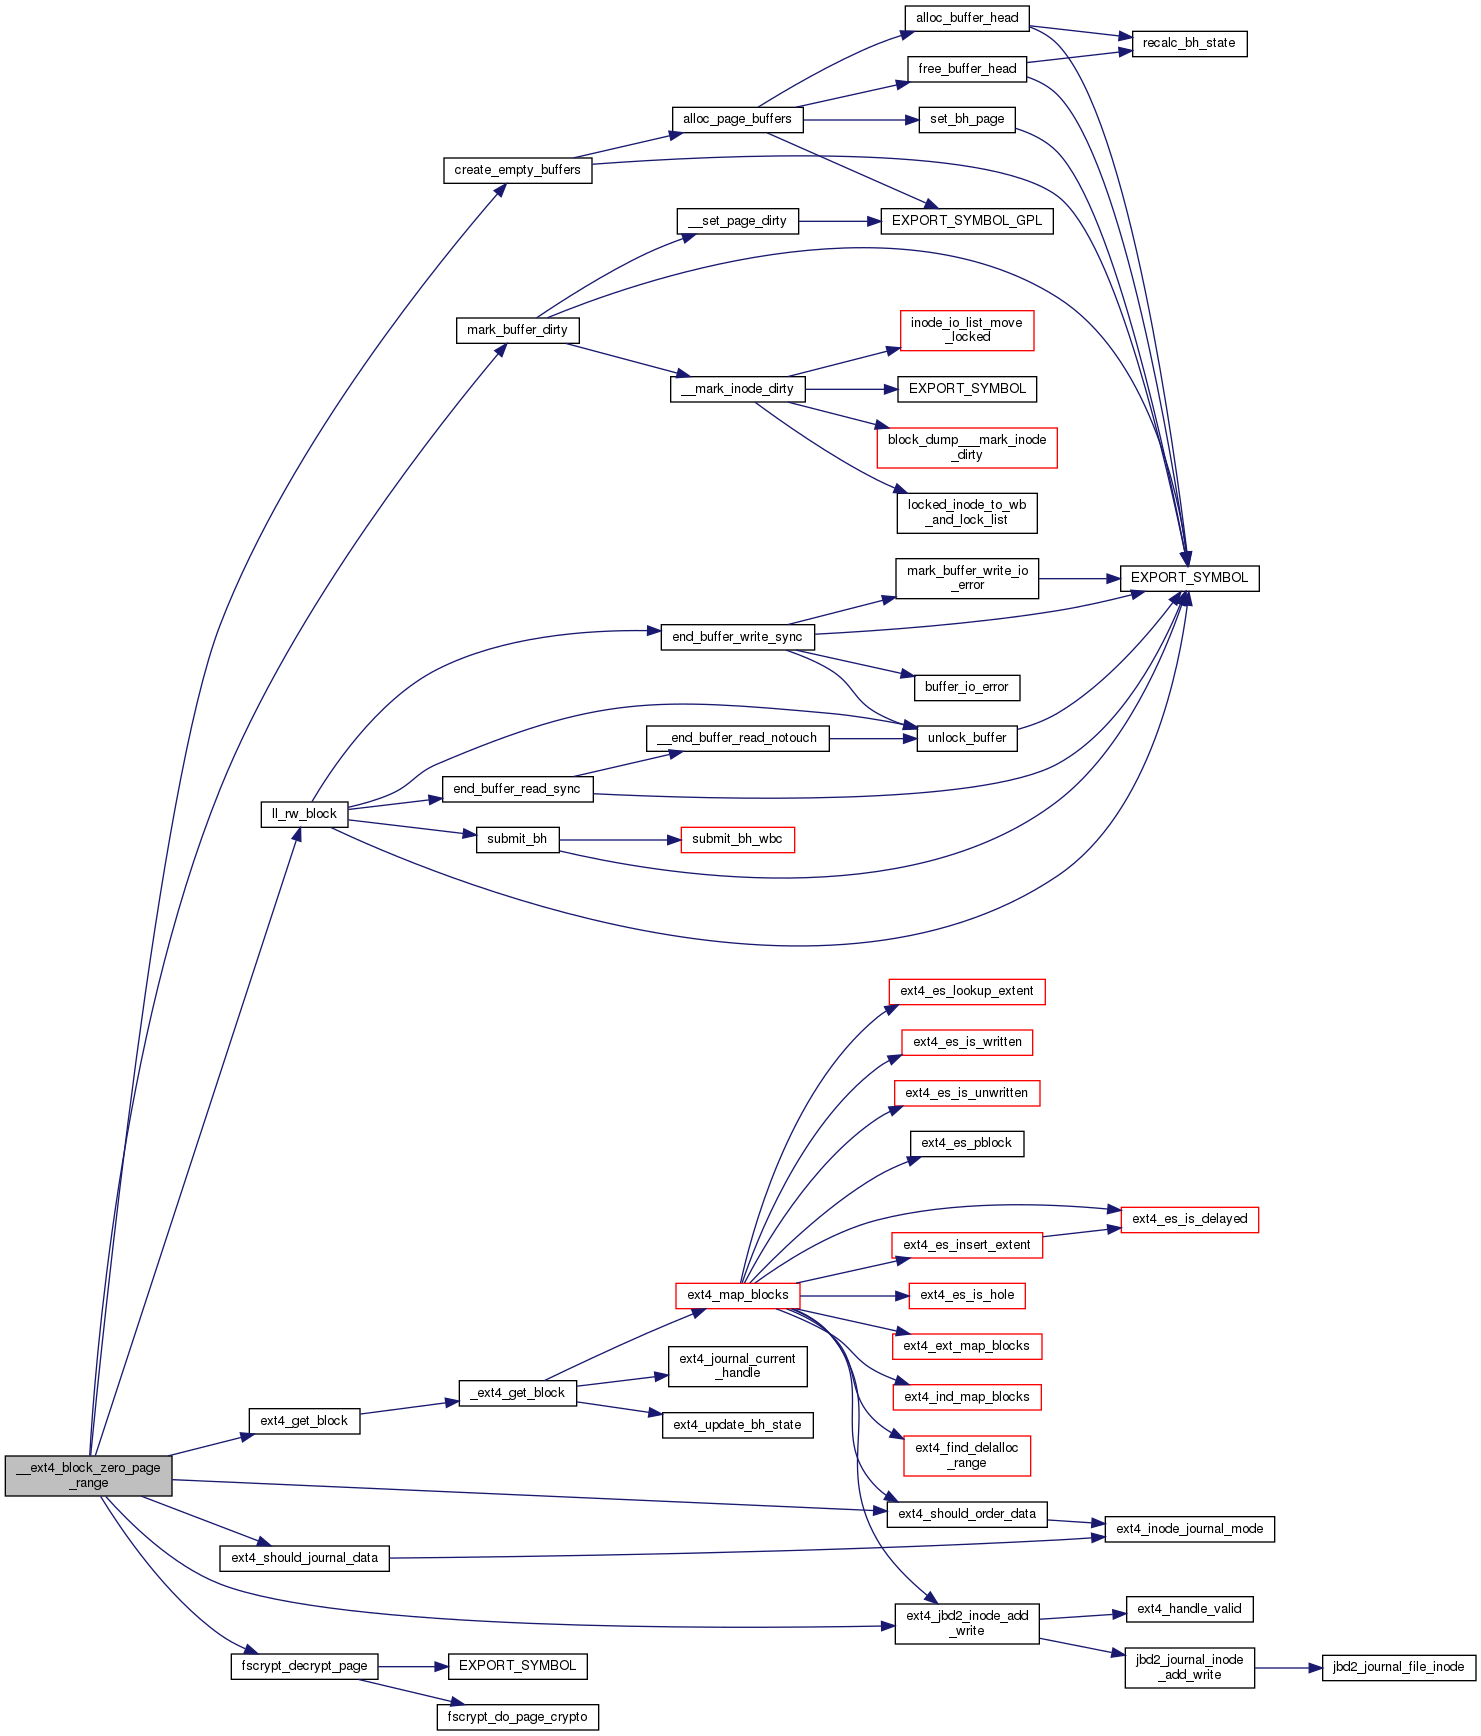 alloc_buffer_head
recalc_bh_state
free_buffer_head
alloc_page_buffers
set_bh_page
create_empty_buffers
__set_page_dirty
EXPORT_SYMBOL_GPL
mark_buffer_dirty
inode_io_list_move
_locked
__mark_inode_dirty
EXPORT_SYMBOL
block_dump___mark_inode
_dirty
locked_inode_to_wb
_and_lock_list
mark_buffer_write_io
_error
EXPORT_SYMBOL
end_buffer_write_sync
buffer_io_error
__end_buffer_read_notouch
unlock_buffer
end_buffer_read_sync
ll_rw_block
submit_bh
submit_bh_wbc
ext4_es_lookup_extent
ext4_es_is_written
ext4_es_is_unwritten
ext4_es_pblock
ext4_es_is_delayed
ext4_es_insert_extent
ext4_map_blocks
ext4_es_is_hole
ext4_ext_map_blocks
ext4_journal_current
_handle
_ext4_get_block
ext4_ind_map_blocks
ext4_get_block
ext4_update_bh_state
ext4_find_delalloc
_range
__ext4_block_zero_page
_range
ext4_should_order_data
ext4_inode_journal_mode
ext4_should_journal_data
ext4_jbd2_inode_add
_write
ext4_handle_valid
fscrypt_decrypt_page
EXPORT_SYMBOL
jbd2_journal_inode
_add_write
jbd2_journal_file_inode
fscrypt_do_page_crypto